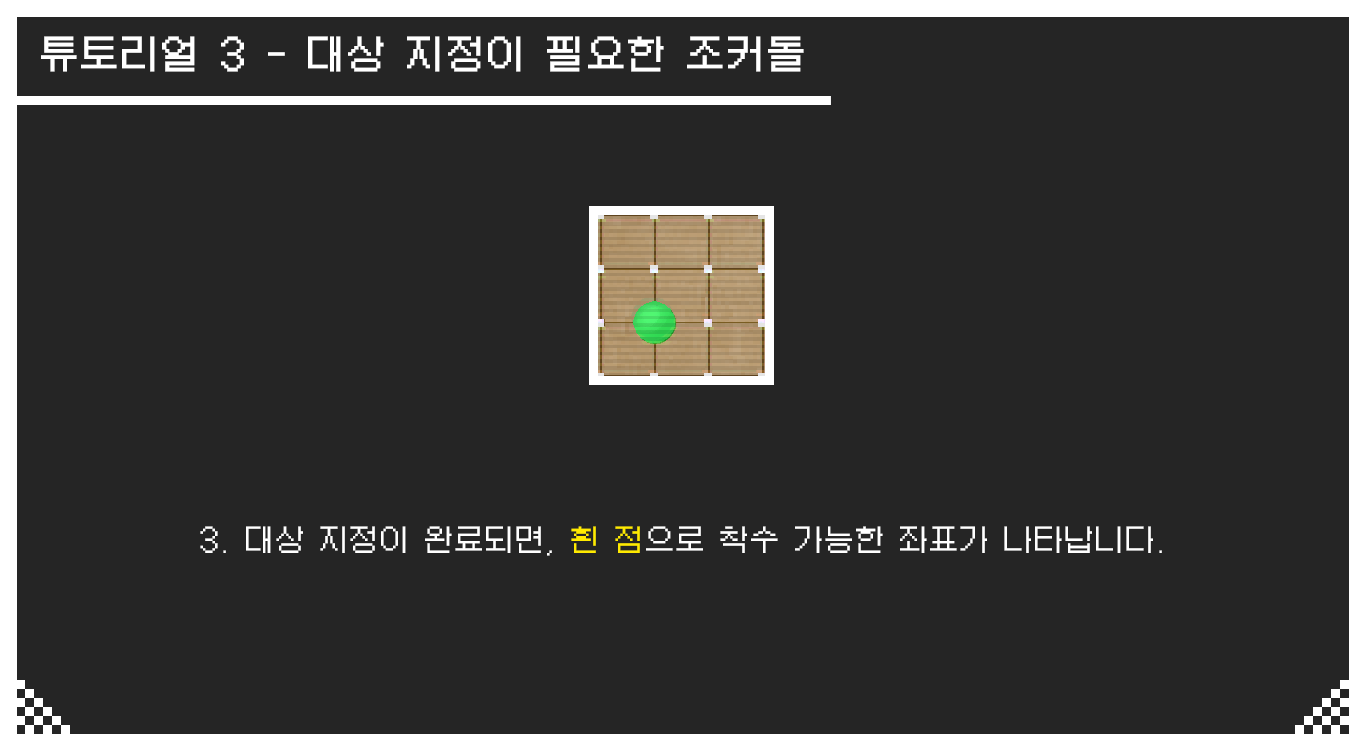 튜토리얼 3 - 대상 지정이 필요한 조커돌
3. 대상 지정이 완료되면, 흰 점으로 착수 가능한 좌표가 나타납니다.